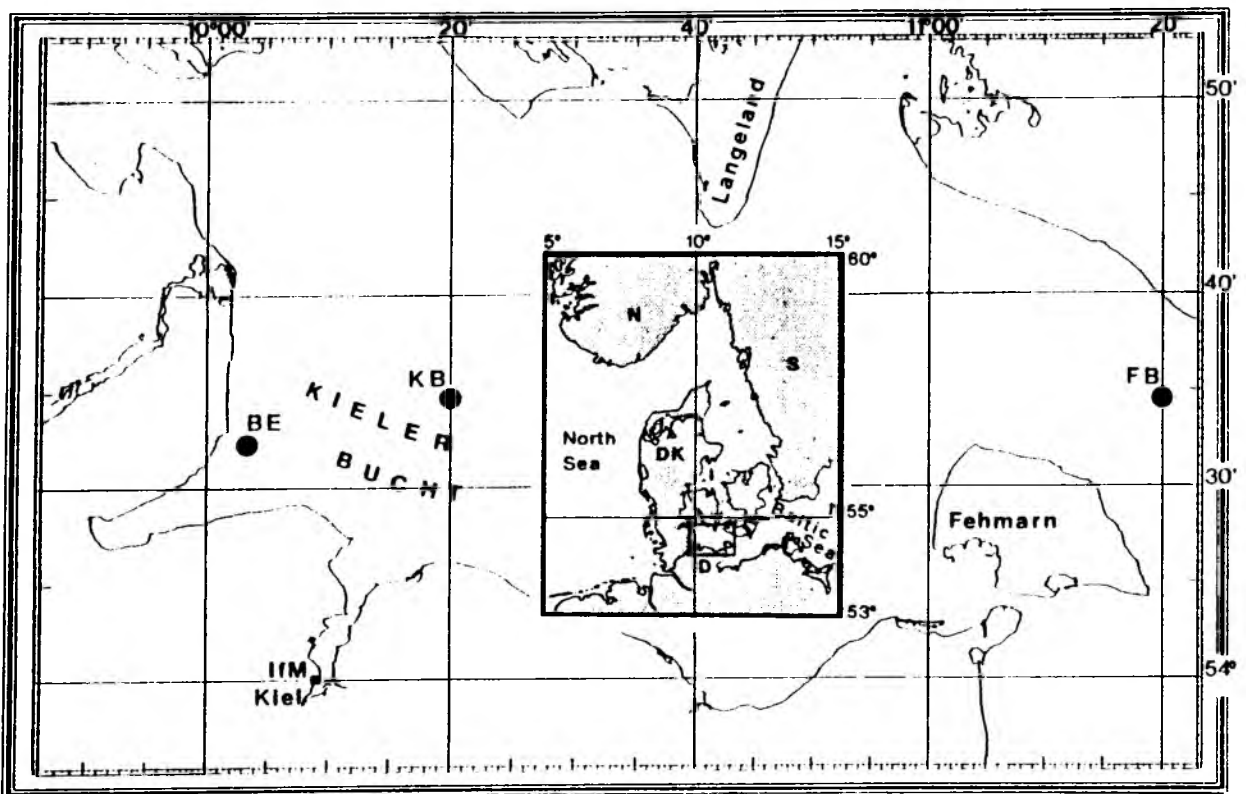 10°00' 20' 40' 11°00' 20'
50'
Langeland
40'
5° 10° 15°
60°
N
S
KB
FB
KIELER
BE
North
Sea
DK
BUCHT
30'
55°
Baltic
Sea
Fehmarn
D
53°
IfM
Kiel
54°